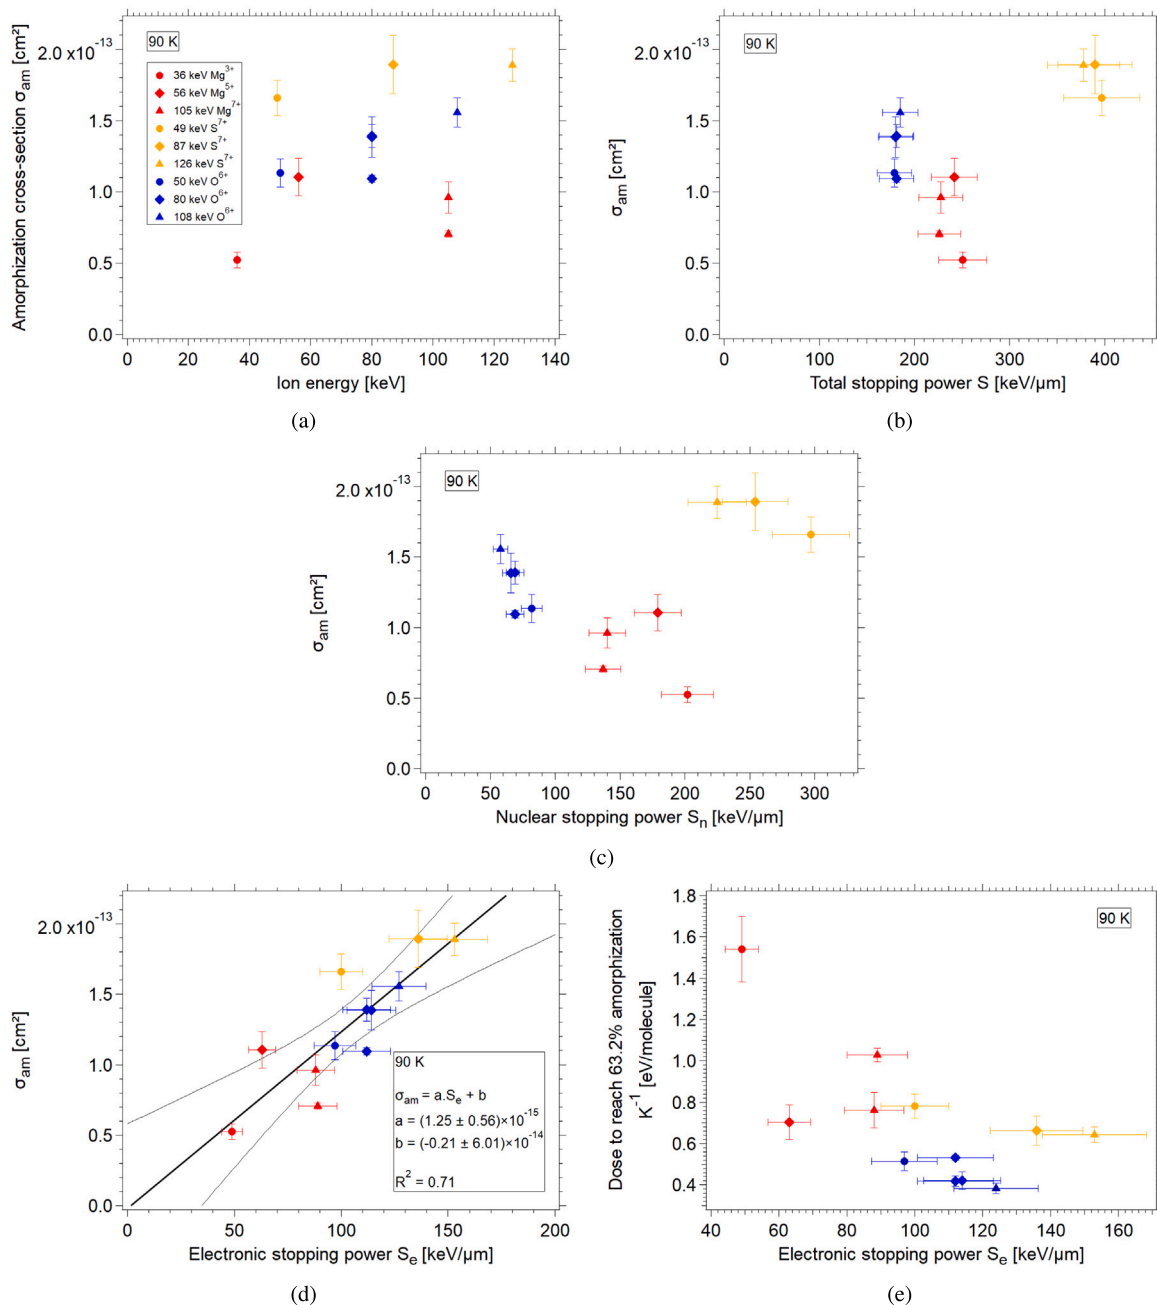 Amorphization cross-section σam [cm²]
90 K
2.0 x10⁻¹³
1.5
1.0
0.5
0.0
36 keV Mg³⁺
56 keV Mg⁵⁺
105 keV Mg⁷⁺
49 keV S⁷⁺
87 keV S⁷⁺
126 keV S⁷⁺
50 keV O⁶⁺
80 keV O⁶⁺
108 keV O⁶⁺
0 20 40 60 80 100 120 140
Ion energy [keV]
(a)
σam [cm²]
90 K
2.0 x10⁻¹³
1.5
1.0
0.5
0.0
0 100 200 300 400
Total stopping power S [keV/µm]
(b)
σam [cm²]
90 K
2.0 x10⁻¹³
1.5
1.0
0.5
0.0
0 50 100 150 200 250 300
Nuclear stopping power Sn [keV/µm]
(c)
σam [cm²]
2.0 x10⁻¹³
1.5
1.0
0.5
0.0
90 K
σam = a.Se + b
a = (1.25 ± 0.56)×10⁻¹⁵
b = (-0.21 ± 6.01)×10⁻¹⁴
R² = 0.71
0 50 100 150 200
Electronic stopping power Se [keV/µm]
(d)
Dose to reach 63.2% amorphization
K⁻¹ [eV/molecule]
90 K
1.8
1.6
1.4
1.2
1.0
0.8
0.6
0.4
40 60 80 100 120 140 160
Electronic stopping power Se [keV/µm]
(e)